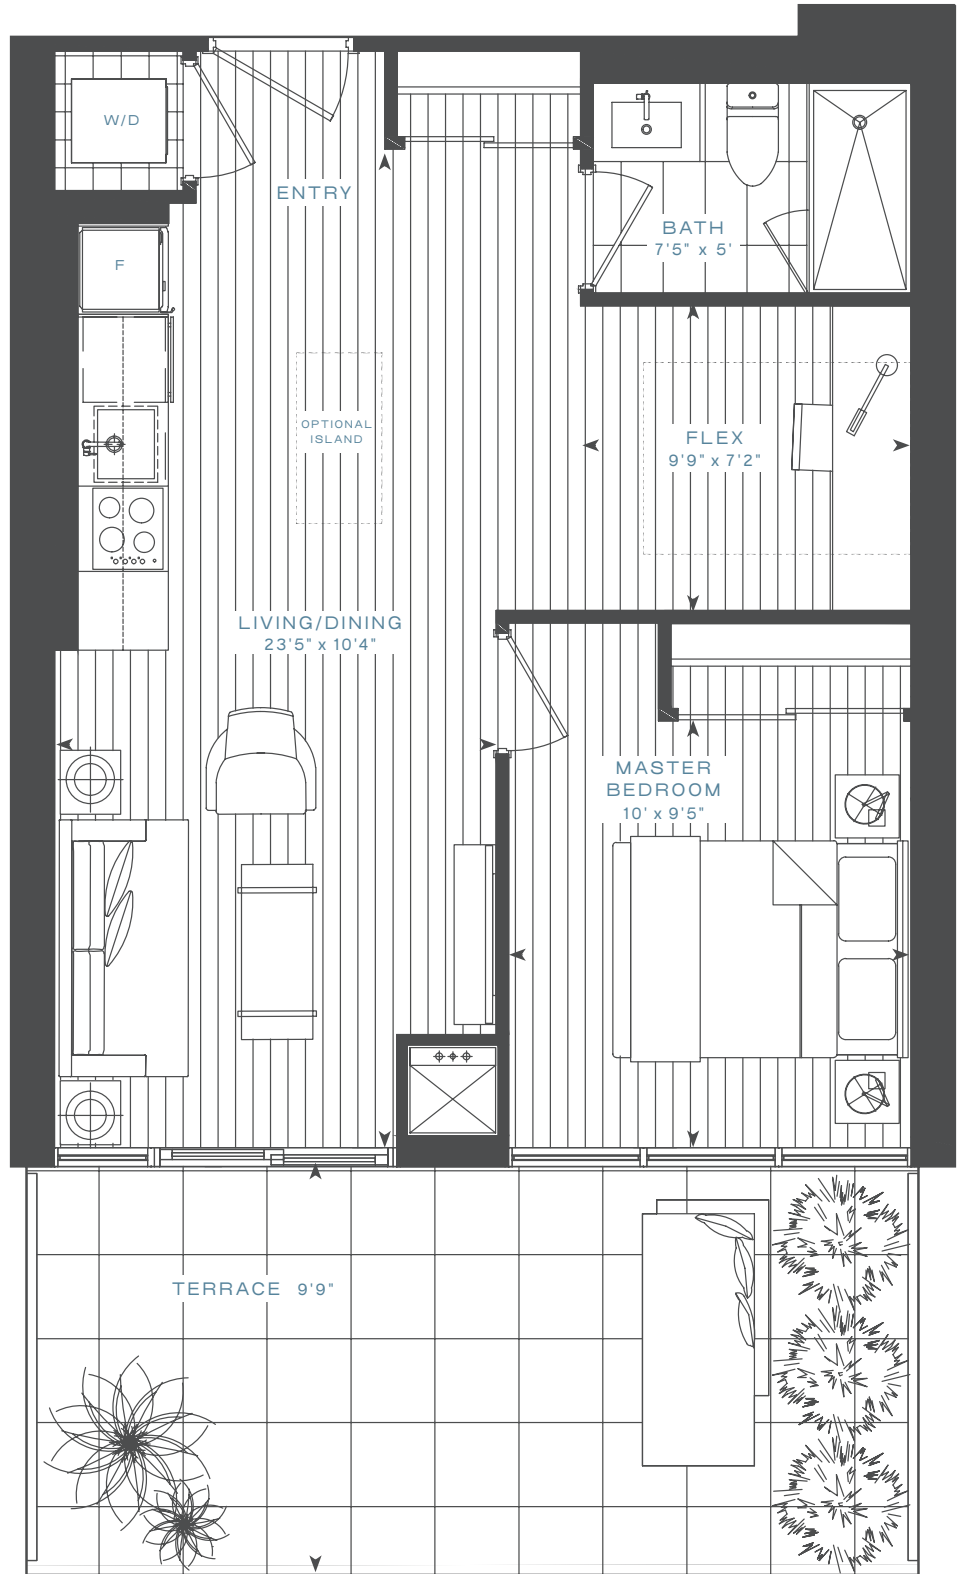 W/D
ENTRY
BATH
7'5" x 5'
F
OPTIONAL
ISLAND
FLEX
9'9" x 7'2"
LIVING/DINING
23'5" x 10'4"
MASTER
BEDROOM
10' x 9'5"
TERRACE 9'9"